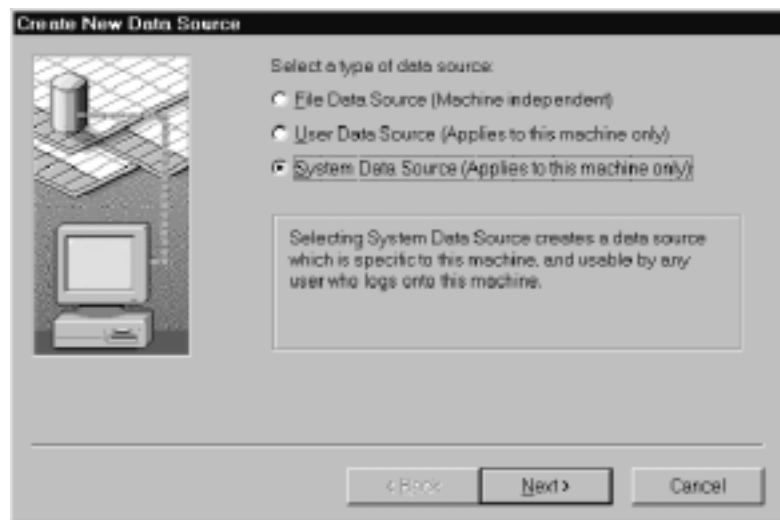 Create New Data Source
Select a type of data source:
File Data Source (Machine independent)
User Data Source (Applies to this machine only)
System Data Source (Applies to this machine only)
Selecting System Data Source creates a data source
which is specific to this machine, and usable by any
user who logs onto this machine.
< Back
Next >
Cancel